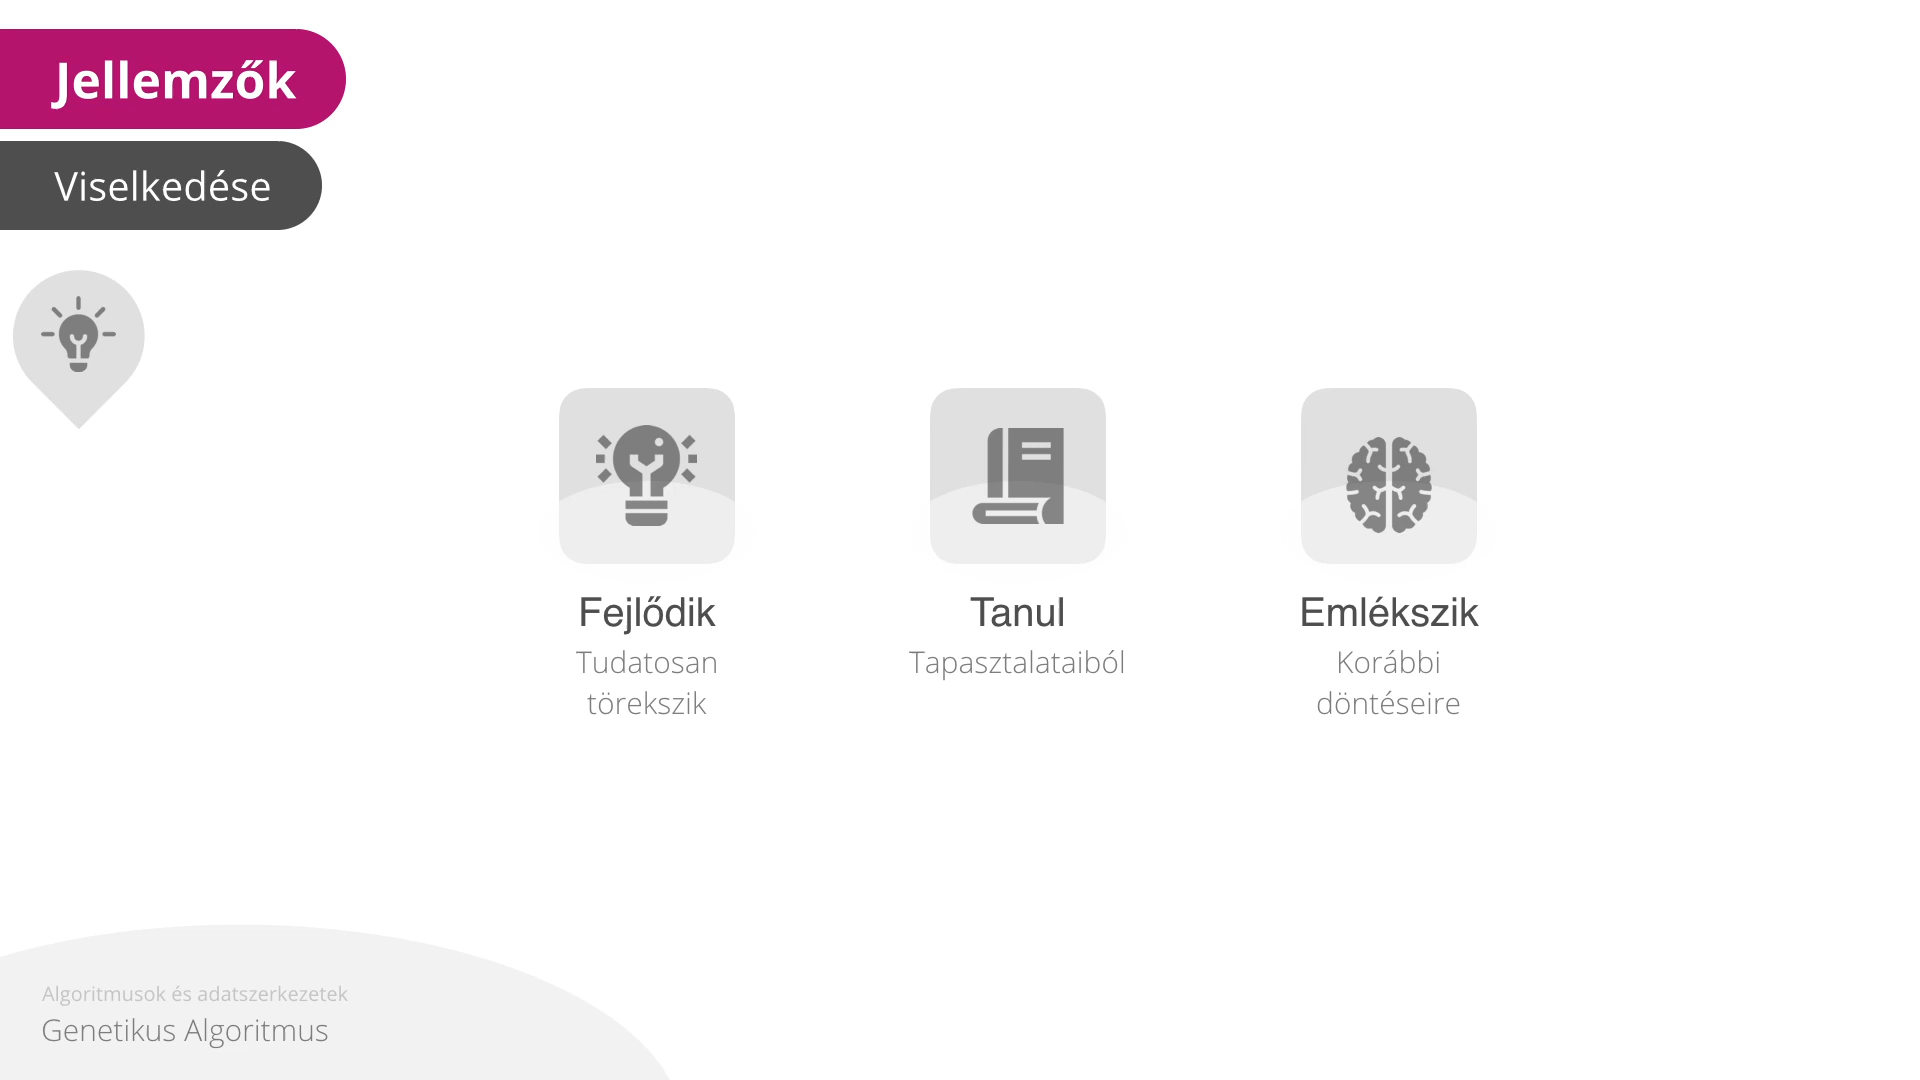 Jellemzők
Viselkedése
Fejlődik
Tudatosan
törekszik
Tanul
Tapasztalataiból
Emlékszik
Korábbi
döntéseire
Algoritmusok és adatszerkezetek
Genetikus Algoritmus